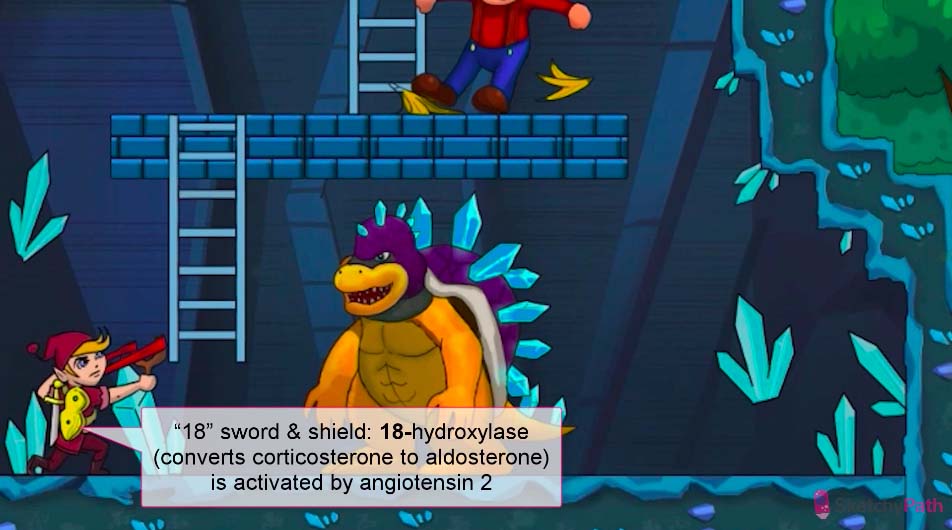 “18” sword & shield: 18-hydroxylase
(converts corticosterone to aldosterone)
is activated by angiotensin 2
SketchyPath